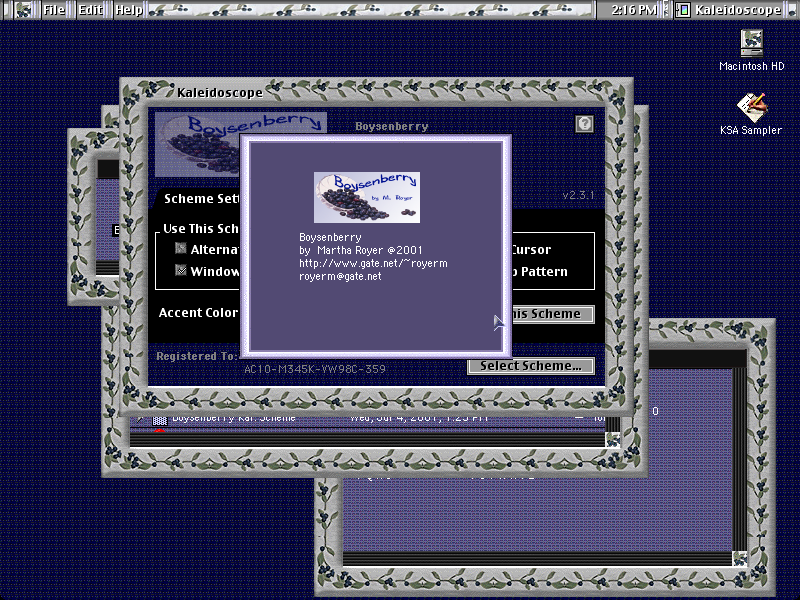 File Edit Help
2:16 PM
Kaleidoscope
Macintosh HD
KSA Sampler
Kaleidoscope
Boysenberry
Boysenberry
v2.3.1
Boysenberry
by M. Royer
Scheme Sett
Use This Sch
Alterna
Cursor
Window
Pattern
Boysenberry
by Martha Royer @2001
http://www.gate.net/~royerm
royerm@gate.net
Accent Color
his Scheme
Registered To:
AC10-M345K-YW98C-359
Select Scheme...
Boysenberry Kal. Scheme
Wed, Jul 4, 2001, 1:25 PM